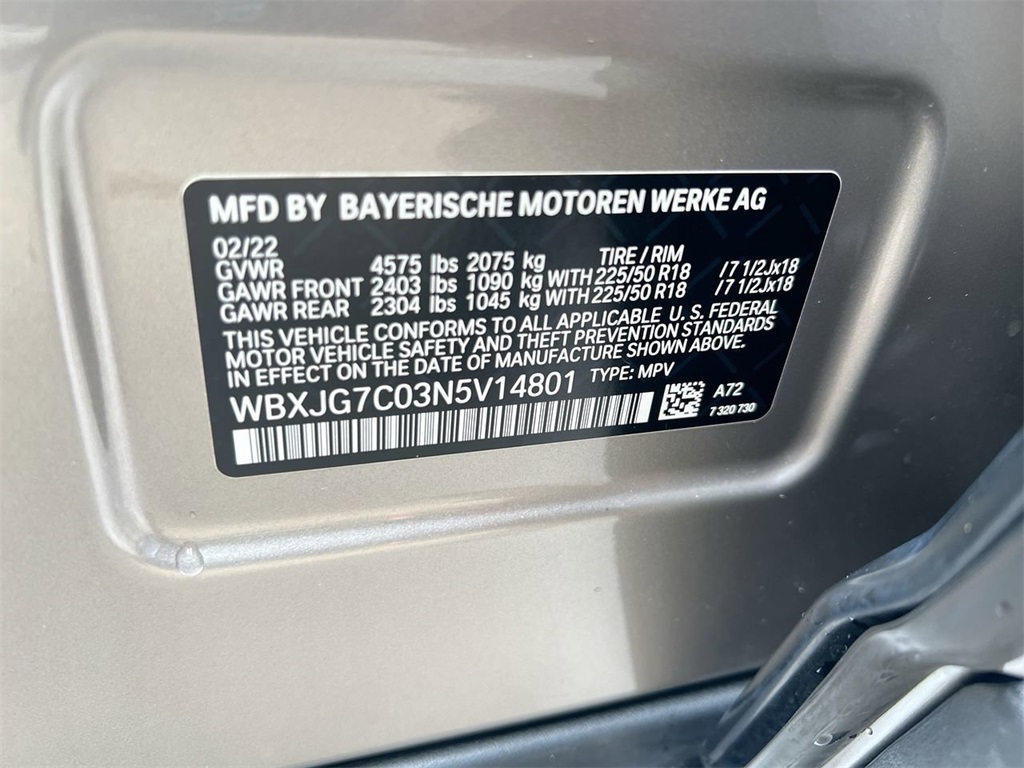 MFD BY BAYERISCHE MOTOREN WERKE AG
02/22 TIRE / RIM
GVWR 4575 lbs 2075 kg
GAWR FRONT 2403 lbs 1090 kg WITH 225/50 R18 /7 1/2Jx18
GAWR REAR 2304 lbs 1045 kg WITH 225/50 R18 /7 1/2Jx18
THIS VEHICLE CONFORMS TO ALL APPLICABLE U.S. FEDERAL
MOTOR VEHICLE SAFETY AND THEFT PREVENTION STANDARDS
IN EFFECT ON THE DATE OF MANUFACTURE SHOWN ABOVE.
WBXJG7C03N5V14801 TYPE: MPV
A72
7 320 730